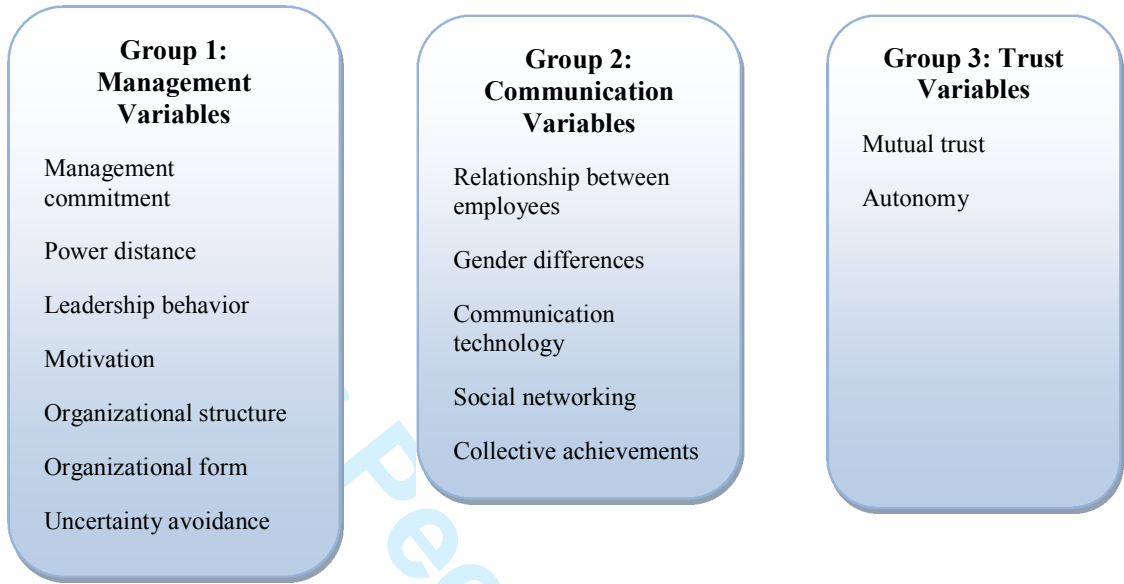 Group 1:
Management
Variables
Management
commitment
Power distance
Leadership behavior
Motivation
Organizational structure
Organizational form
Uncertainty avoidance
Group 2:
Communication
Variables
Relationship between
employees
Gender differences
Communication
technology
Social networking
Collective achievements
Group 3: Trust
Variables
Mutual trust
Autonomy